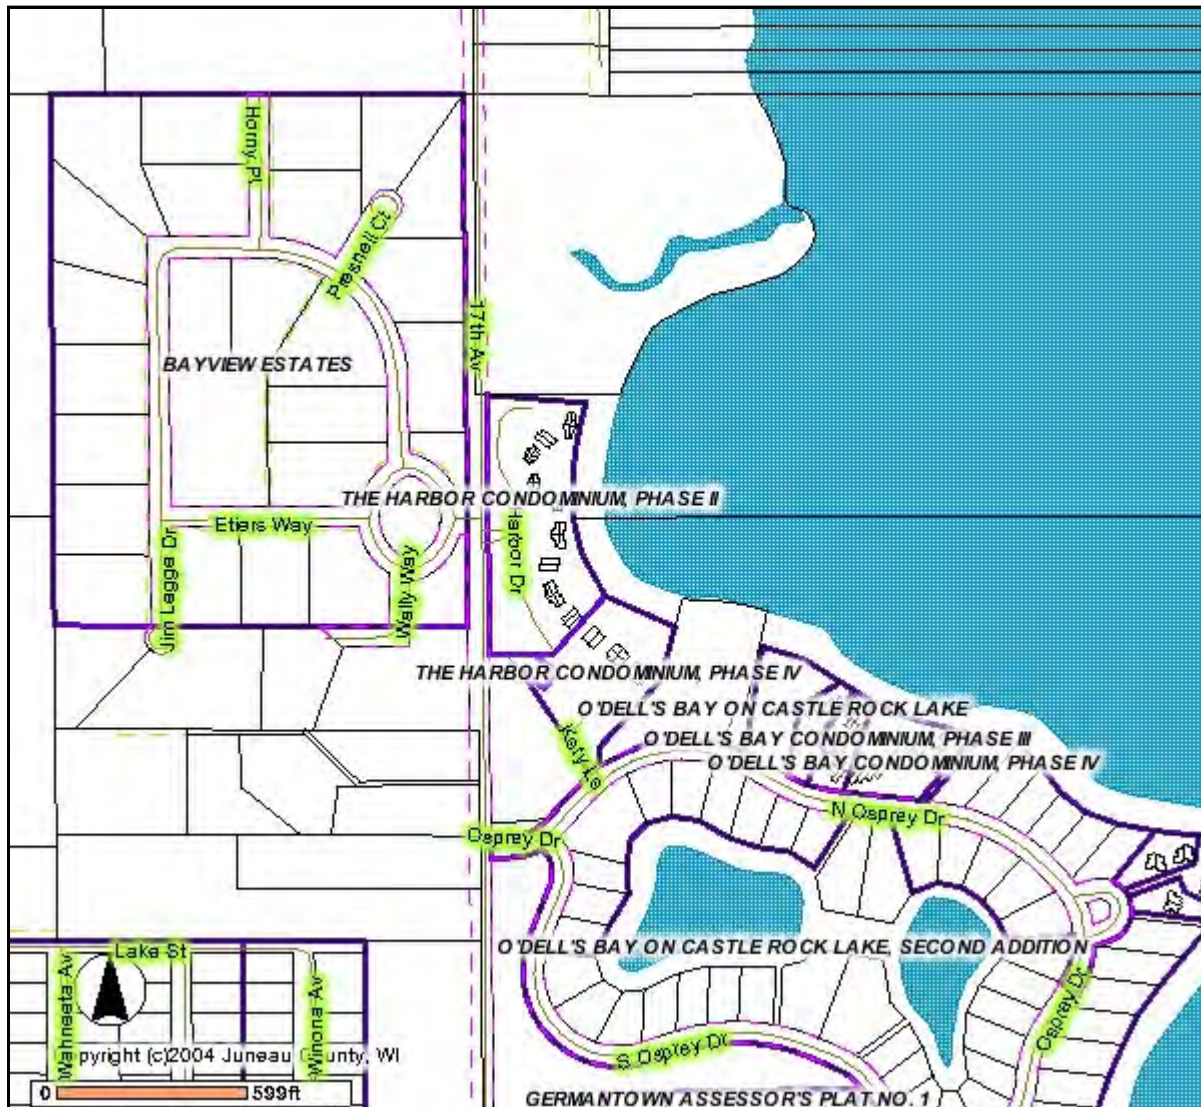 Horny Pl
Presnell Ct
17th Av
BAYVIEW ESTATES
THE HARBOR CONDOMINIUM, PHASE II
Etiers Way
Harbor Dr
Jim Legge Dr
Wally Way
THE HARBOR CONDOMINIUM, PHASE IV
O'DELL'S BAY ON CASTLE ROCK LAKE
Katy Ln
O'DELL'S BAY CONDOMINIUM, PHASE III
O'DELL'S BAY CONDOMINIUM, PHASE IV
N Osprey Dr
Osprey Dr
O'DELL'S BAY ON CASTLE ROCK LAKE, SECOND ADDITION
Lake St
Wahneeta Av
Winona Av
Osprey Dr
S Osprey Dr
pyright (c)2004 Juneau County, WI
0 599ft
GERMANTOWN ASSESSOR'S PLAT NO. 1